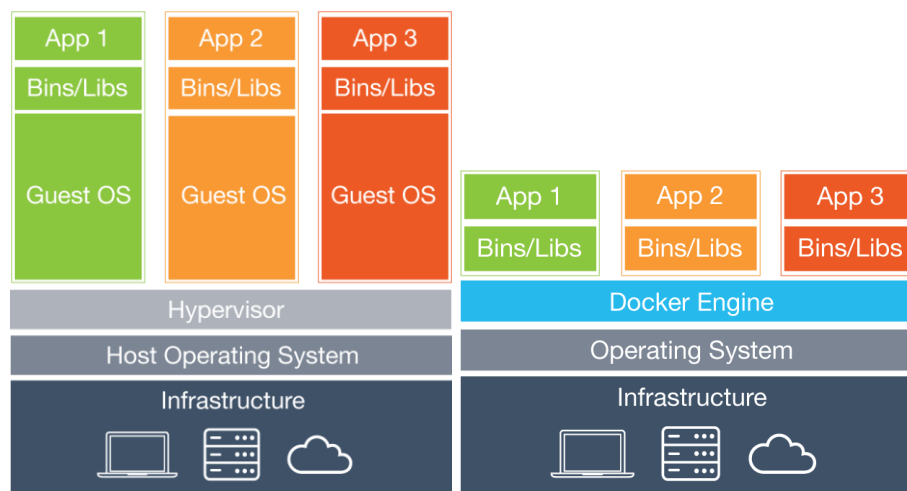 App 1
App 2
App 3
Bins/Libs
Bins/Libs
Bins/Libs
Guest OS
Guest OS
Guest OS
Hypervisor
Host Operating System
Infrastructure
App 1
App 2
App 3
Bins/Libs
Bins/Libs
Bins/Libs
Docker Engine
Operating System
Infrastructure